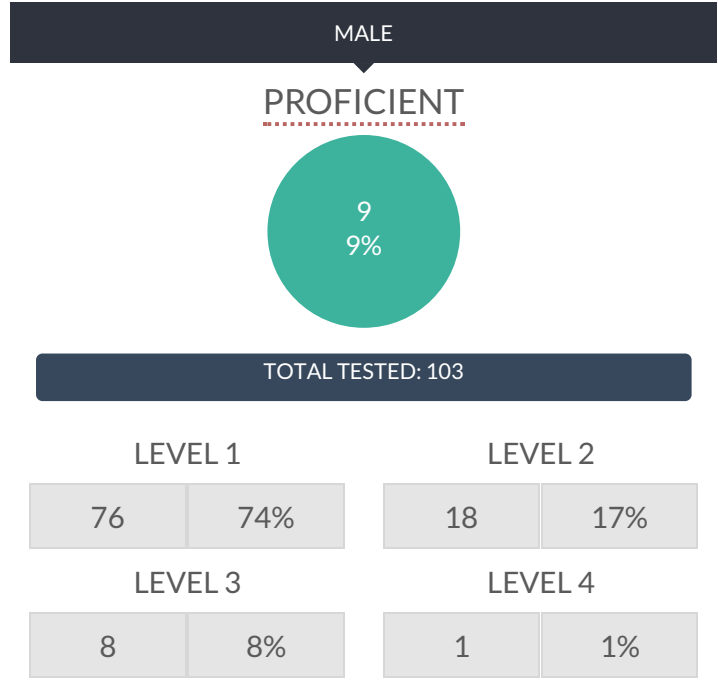 MALE
PROFICIENT
9
9%
TOTAL TESTED: 103
LEVEL 1
76 74%
LEVEL 2
18 17%
LEVEL 3
8 8%
LEVEL 4
1 1%